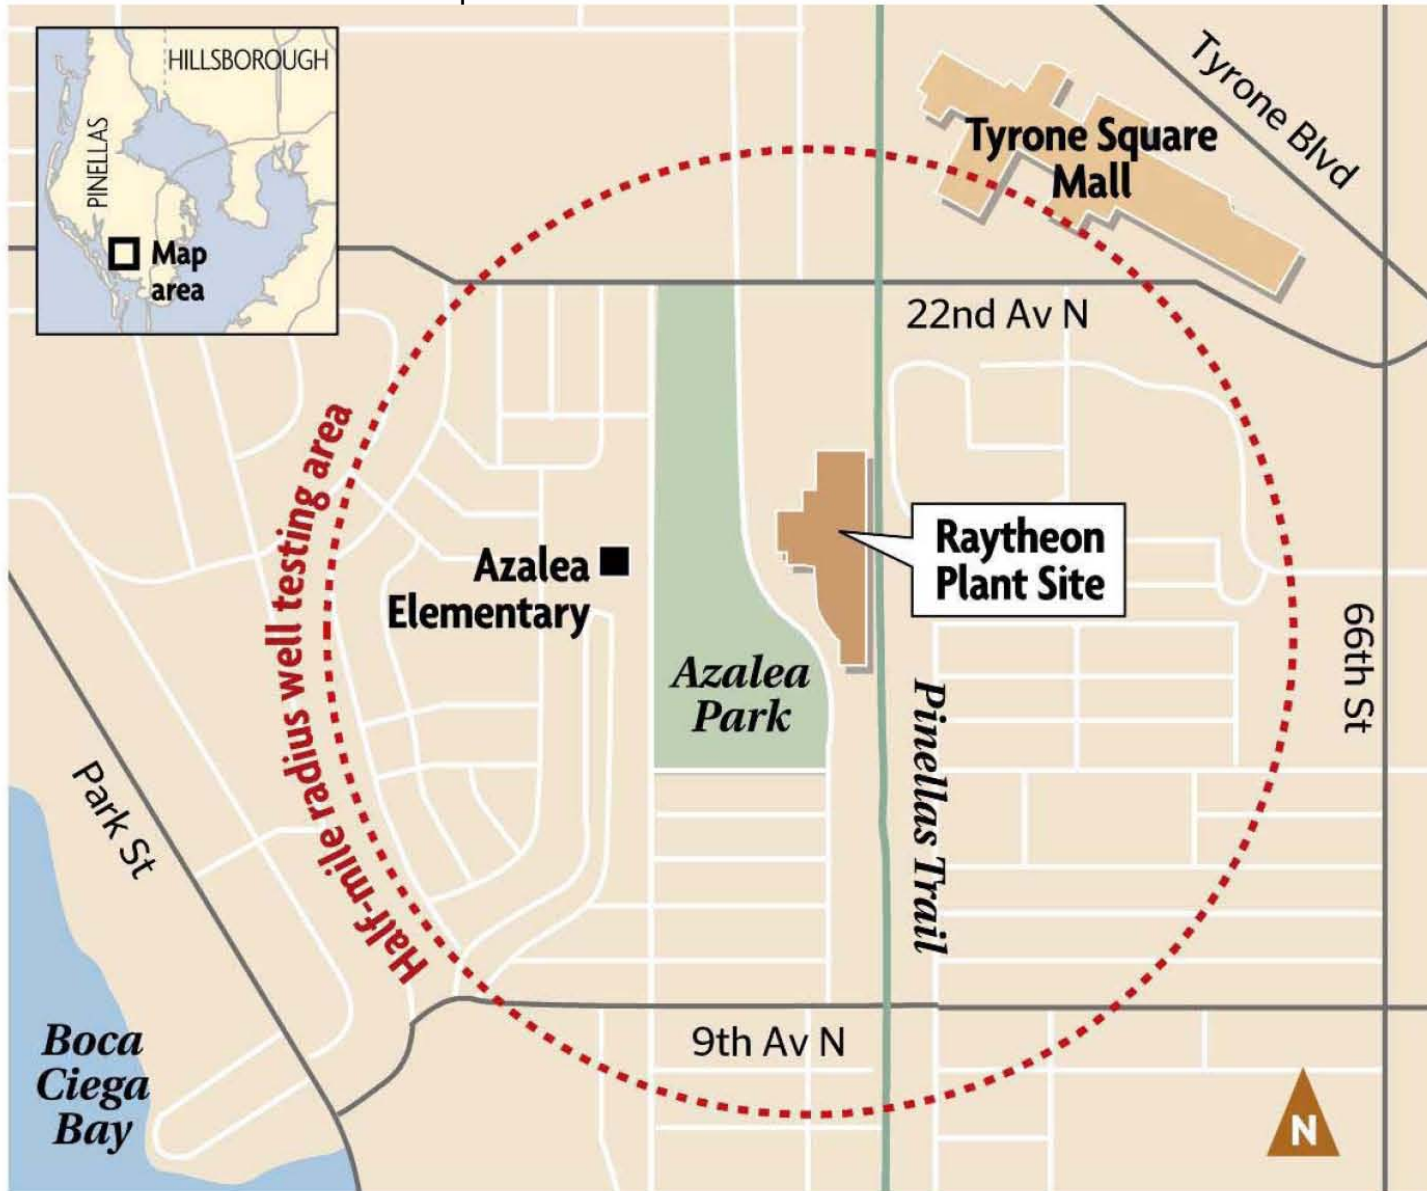 HILLSBOROUGH
PINELLAS
Map
area
Tyrone Blvd
Tyrone Square
Mall
22nd Av N
Half-mile radius well testing area
Azalea
Elementary
Raytheon
Plant Site
Azalea
Park
Pinellas Trail
66th St
Park St
Boca
Ciega
Bay
9th Av N
N